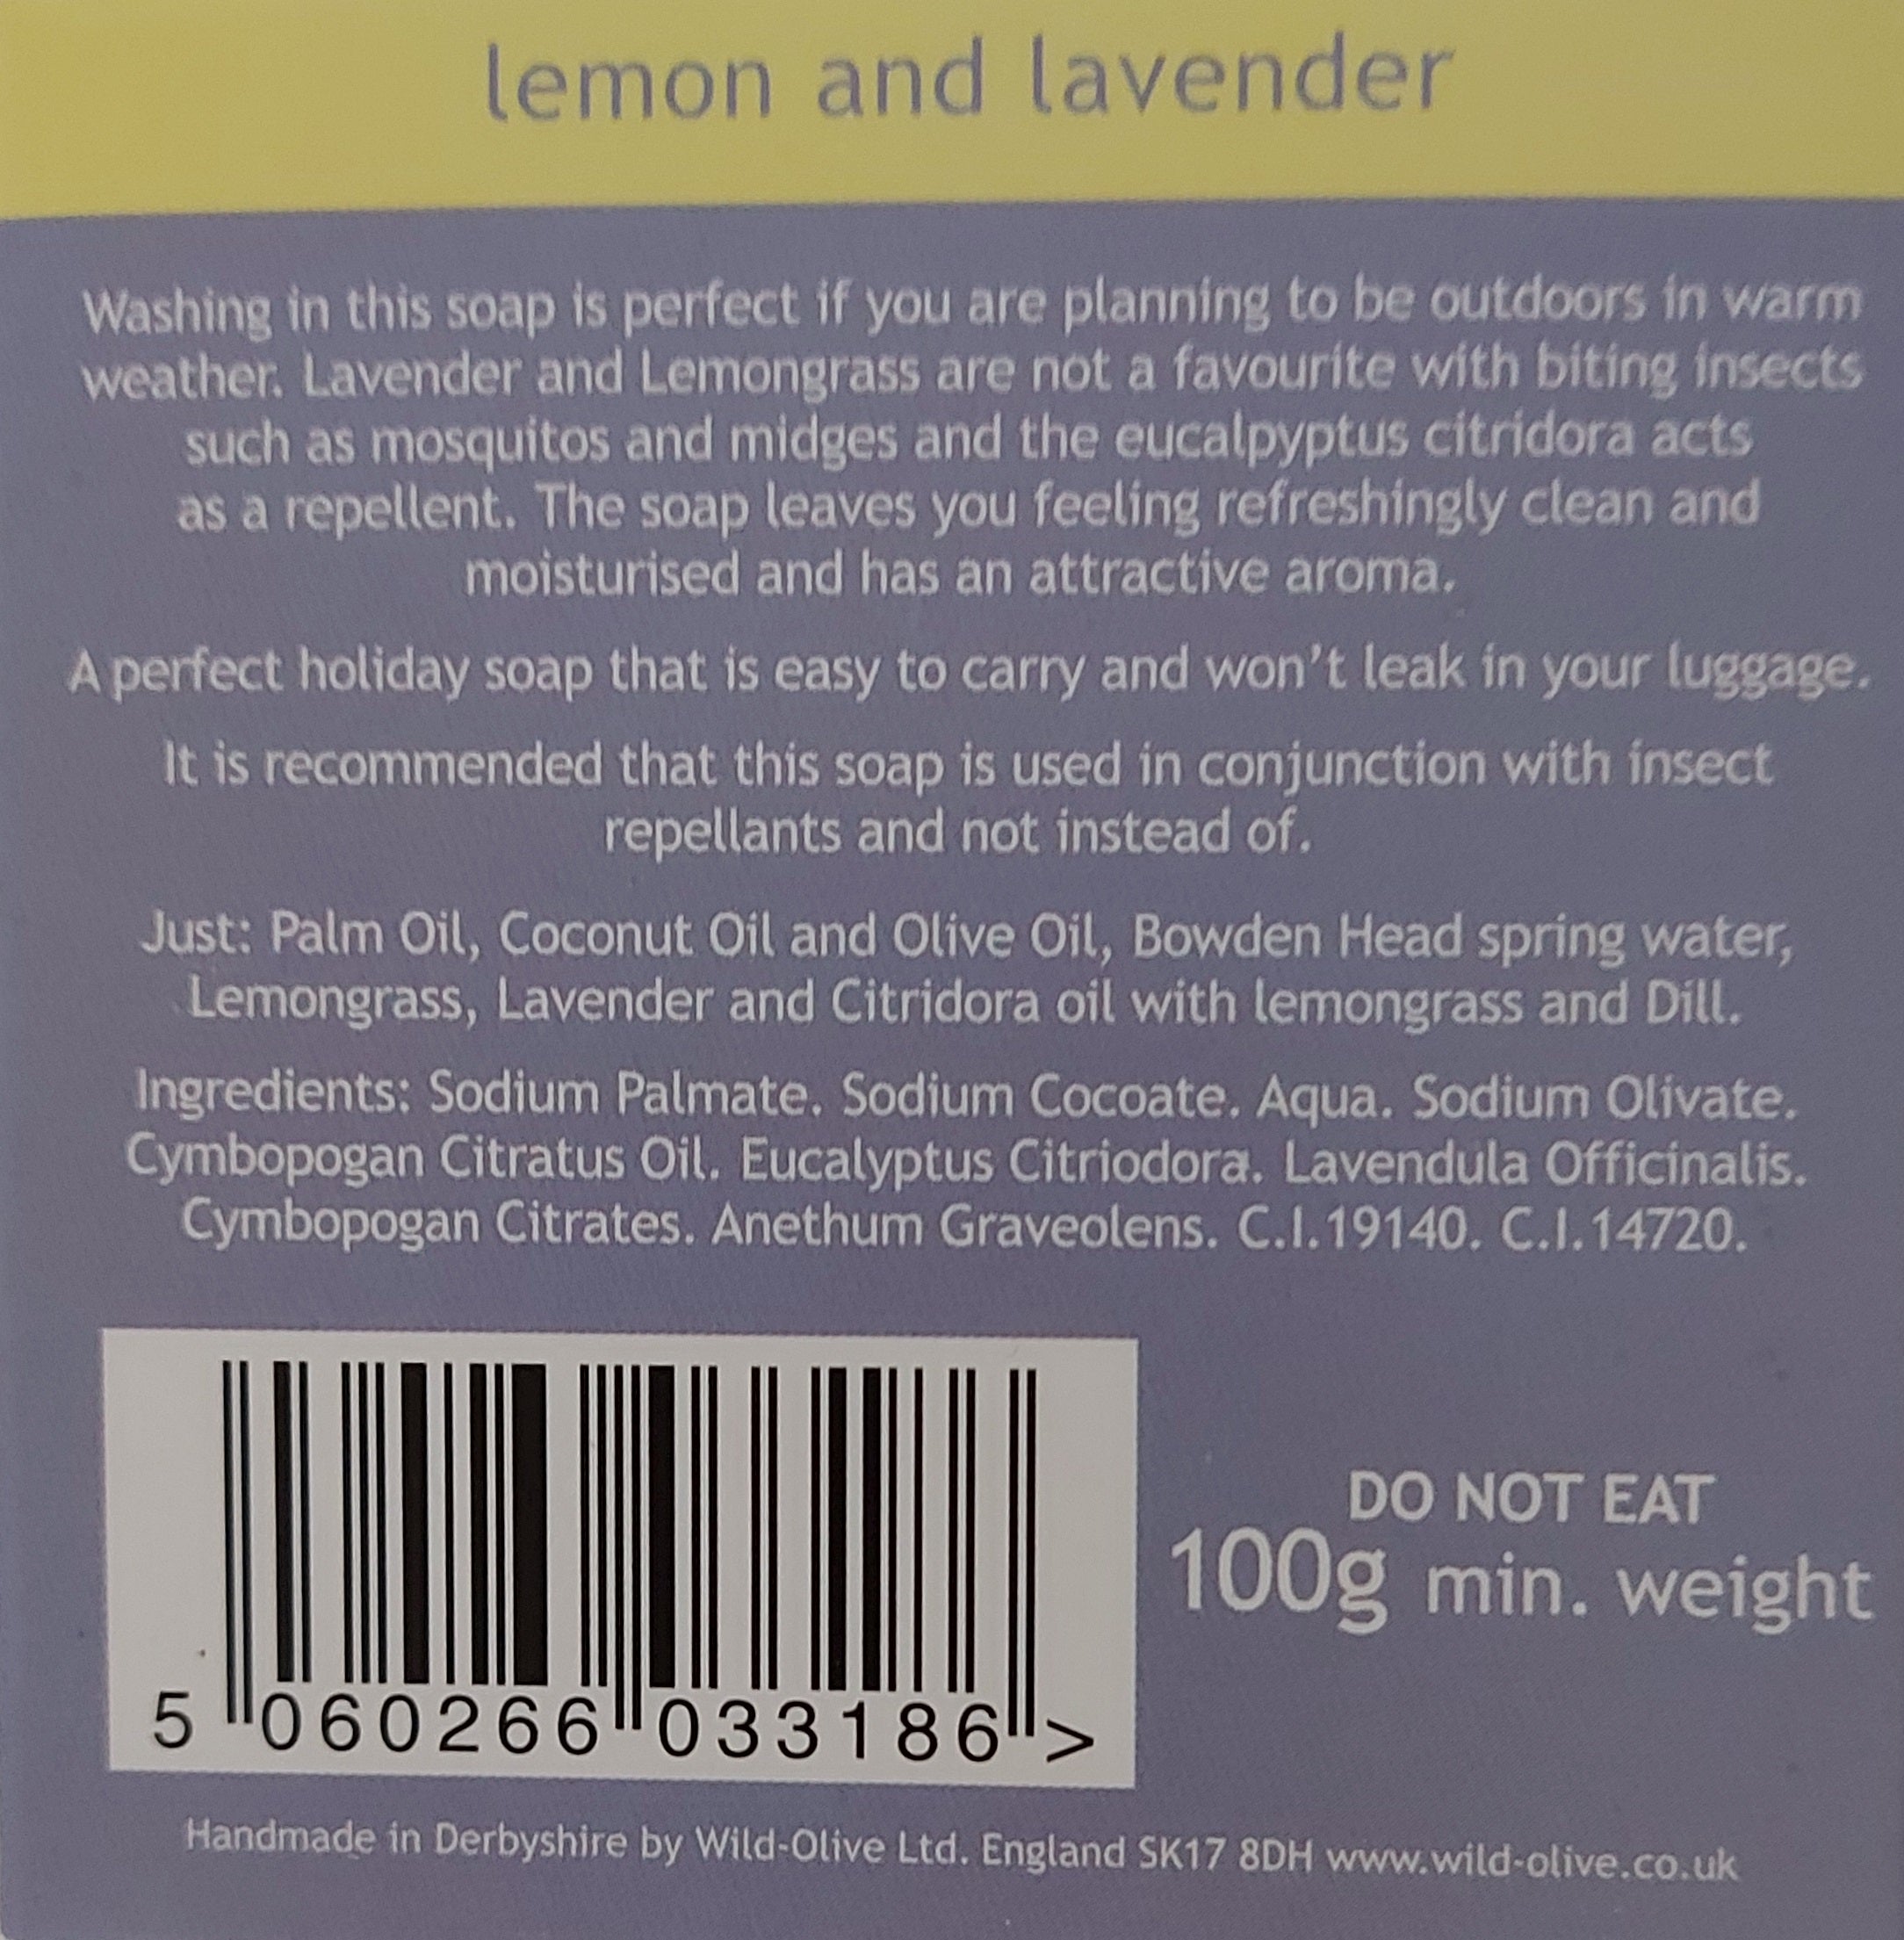 lemon and lavender
Washing in this soap is perfect if you are planning to be outdoors in warm
weather. Lavender and Lemongrass are not a favourite with biting insects
such as mosquitos and midges and the eucalpyptus citridora acts
as a repellent. The soap leaves you feeling refreshingly clean and
moisturised and has an attractive aroma.
A perfect holiday soap that is easy to carry and won't leak in your luggage.
It is recommended that this soap is used in conjunction with insect
repellants and not instead of.
Just: Palm Oil, Coconut Oil and Olive Oil, Bowden Head spring water,
Lemongrass, Lavender and Citridora oil with lemongrass and Dill.
Ingredients: Sodium Palmate. Sodium Cocoate. Aqua. Sodium Olivate.
Cymbopogan Citratus Oil. Eucalyptus Citriodora. Lavendula Officinalis.
Cymbopogan Citrates. Anethum Graveolens. C.I.19140. C.I.14720.
DO NOT EAT
100g min. weight
5 060266 033186 >
Handmade in Derbyshire by Wild-Olive Ltd. England SK17 8DH www.wild-olive.co.uk